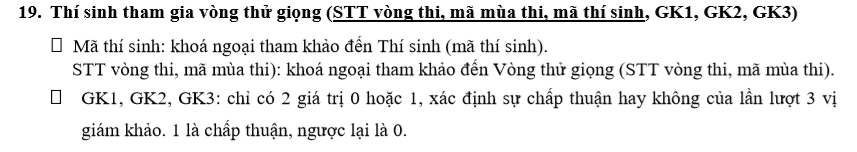 19. Thí sinh tham gia vòng thử giọng (STT vòng thi, mã mùa thi, mã thí sinh, GK1, GK2, GK3)
□ Mã thí sinh: khoá ngoại tham khảo đến Thí sinh (mã thí sinh).
STT vòng thi, mã mùa thi): khoá ngoại tham khảo đến Vòng thử giọng (STT vòng thi, mã mùa thi).
□ GK1, GK2, GK3: chỉ có 2 giá trị 0 hoặc 1, xác định sự chấp thuận hay không của lần lượt 3 vị
giám khảo. 1 là chấp thuận, ngược lại là 0.